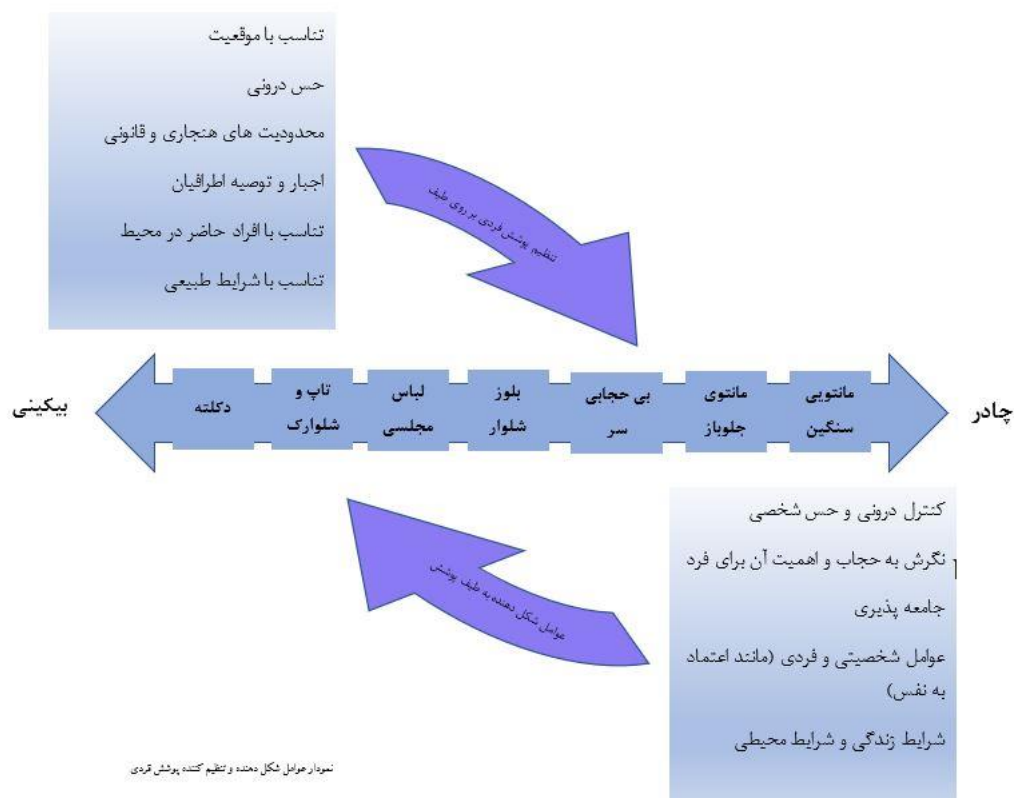 تناسب با موقعیت
حس درونی
محدودیت های هنجاری و قانونی
اجبار و توصیه اطرافیان
تناسب با افراد حاضر در محیط
تناسب با شرایط طبیعی
تنظیم پوشش فردی بر روی طیف
چادر
مانتویی
سنگین
مانتوی
جلوباز
بی حجابی
سر
بلوز
شلوار
لباس
مجلسی
تاپ و
شلوارک
دکلته
بیکینی
عوامل شکل دهنده به طیف پوشش
کنترل درونی و حس شخصی
نگرش به حجاب و اهمیت آن برای فرد
جامعه پذیری
عوامل شخصیتی و فردی (مانند اعتماد
به نفس)
شرایط زندگی و شرایط محیطی
نمودار عوامل شکل دهنده و تنظیم کننده پوشش فردی